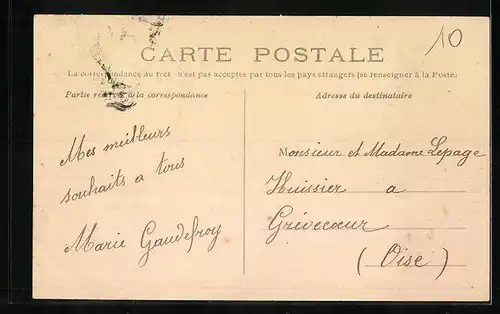 10
CARTE POSTALE
La correspondance au recto n'est pas acceptée par tous les pays étrangers (se renseigner à la Poste)
Partie réservée à la correspondance
Adresse du destinataire
Mes meilleurs
souhaits a tous
Marie Gaudefroy
Monsieur et Madame Lepage
Huissier a
Grévecœur
(Oise)